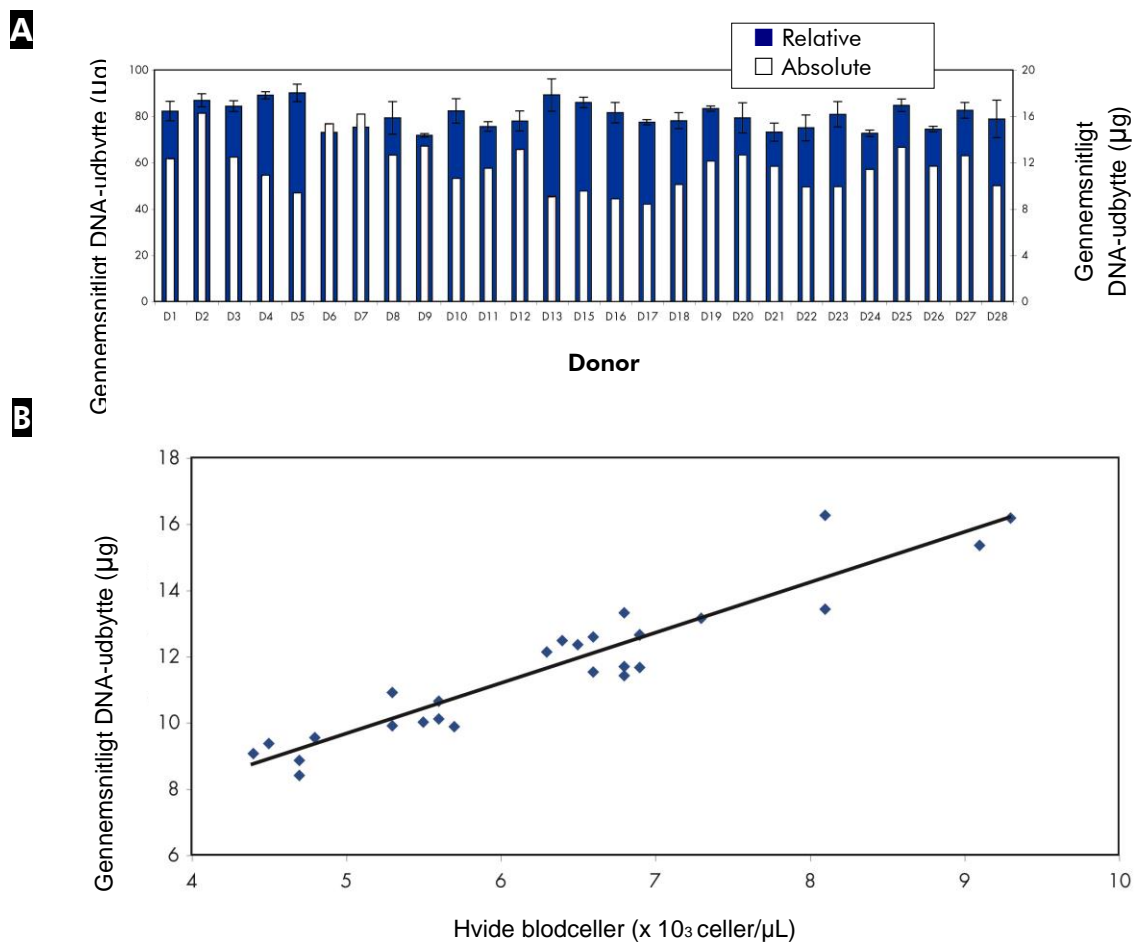 A
Relative
Absolute
Gennemsnitligt DNA-udbytte (µg)
100
80
60
40
20
0
20
16
12
8
4
0
Gennemsnitligt
DNA-udbytte (µg)
D1 D2 D3 D4 D5 D6 D7 D8 D9 D10 D11 D12 D13 D15 D16 D17 D18 D19 D20 D21 D22 D23 D24 D25 D26 D27 D28
Donor
B
Gennemsnitligt DNA-udbytte (µg)
18
16
14
12
10
8
6
4 5 6 7 8 9 10
Hvide blodceller (x 10₃ celler/µL)